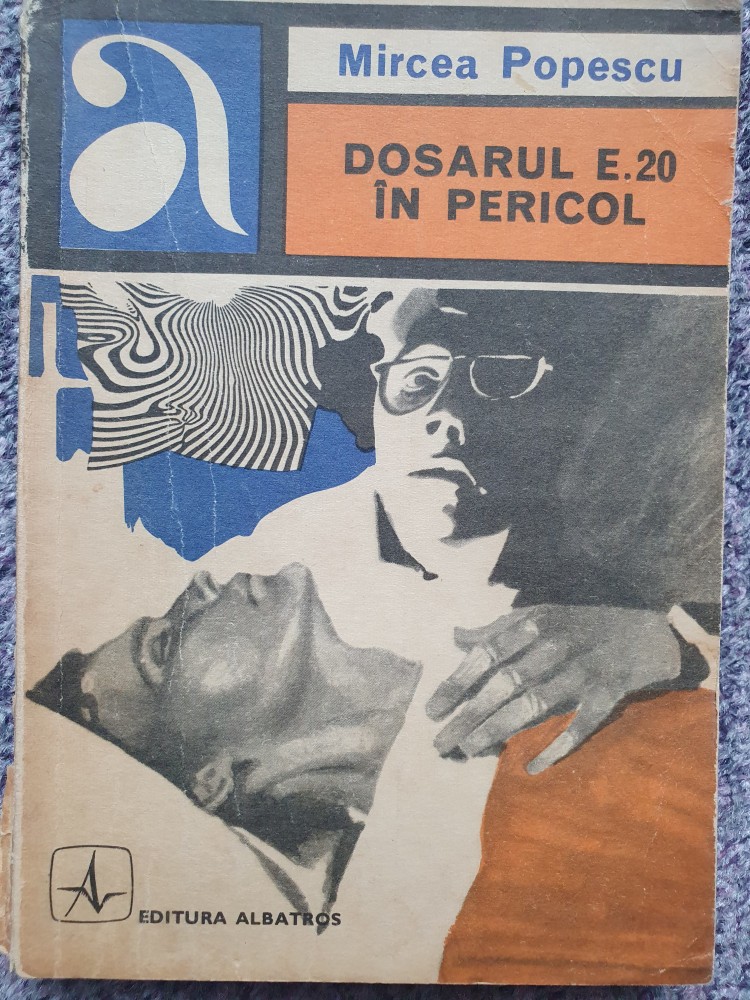 a
Mircea Popescu
DOSARUL E.20
ÎN PERICOL
EDITURA ALBATROS